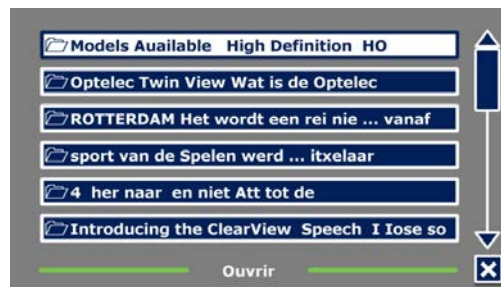 Models Auailable High Definition HO
Optelec Twin View Wat is de Optelec
ROTTERDAM Het wordt een rei nie ... vanaf
sport van de Spelen werd ... itxelaar
4 her naar en niet Att tot de
Introducing the ClearView Speech I Iose so
Ouvrir